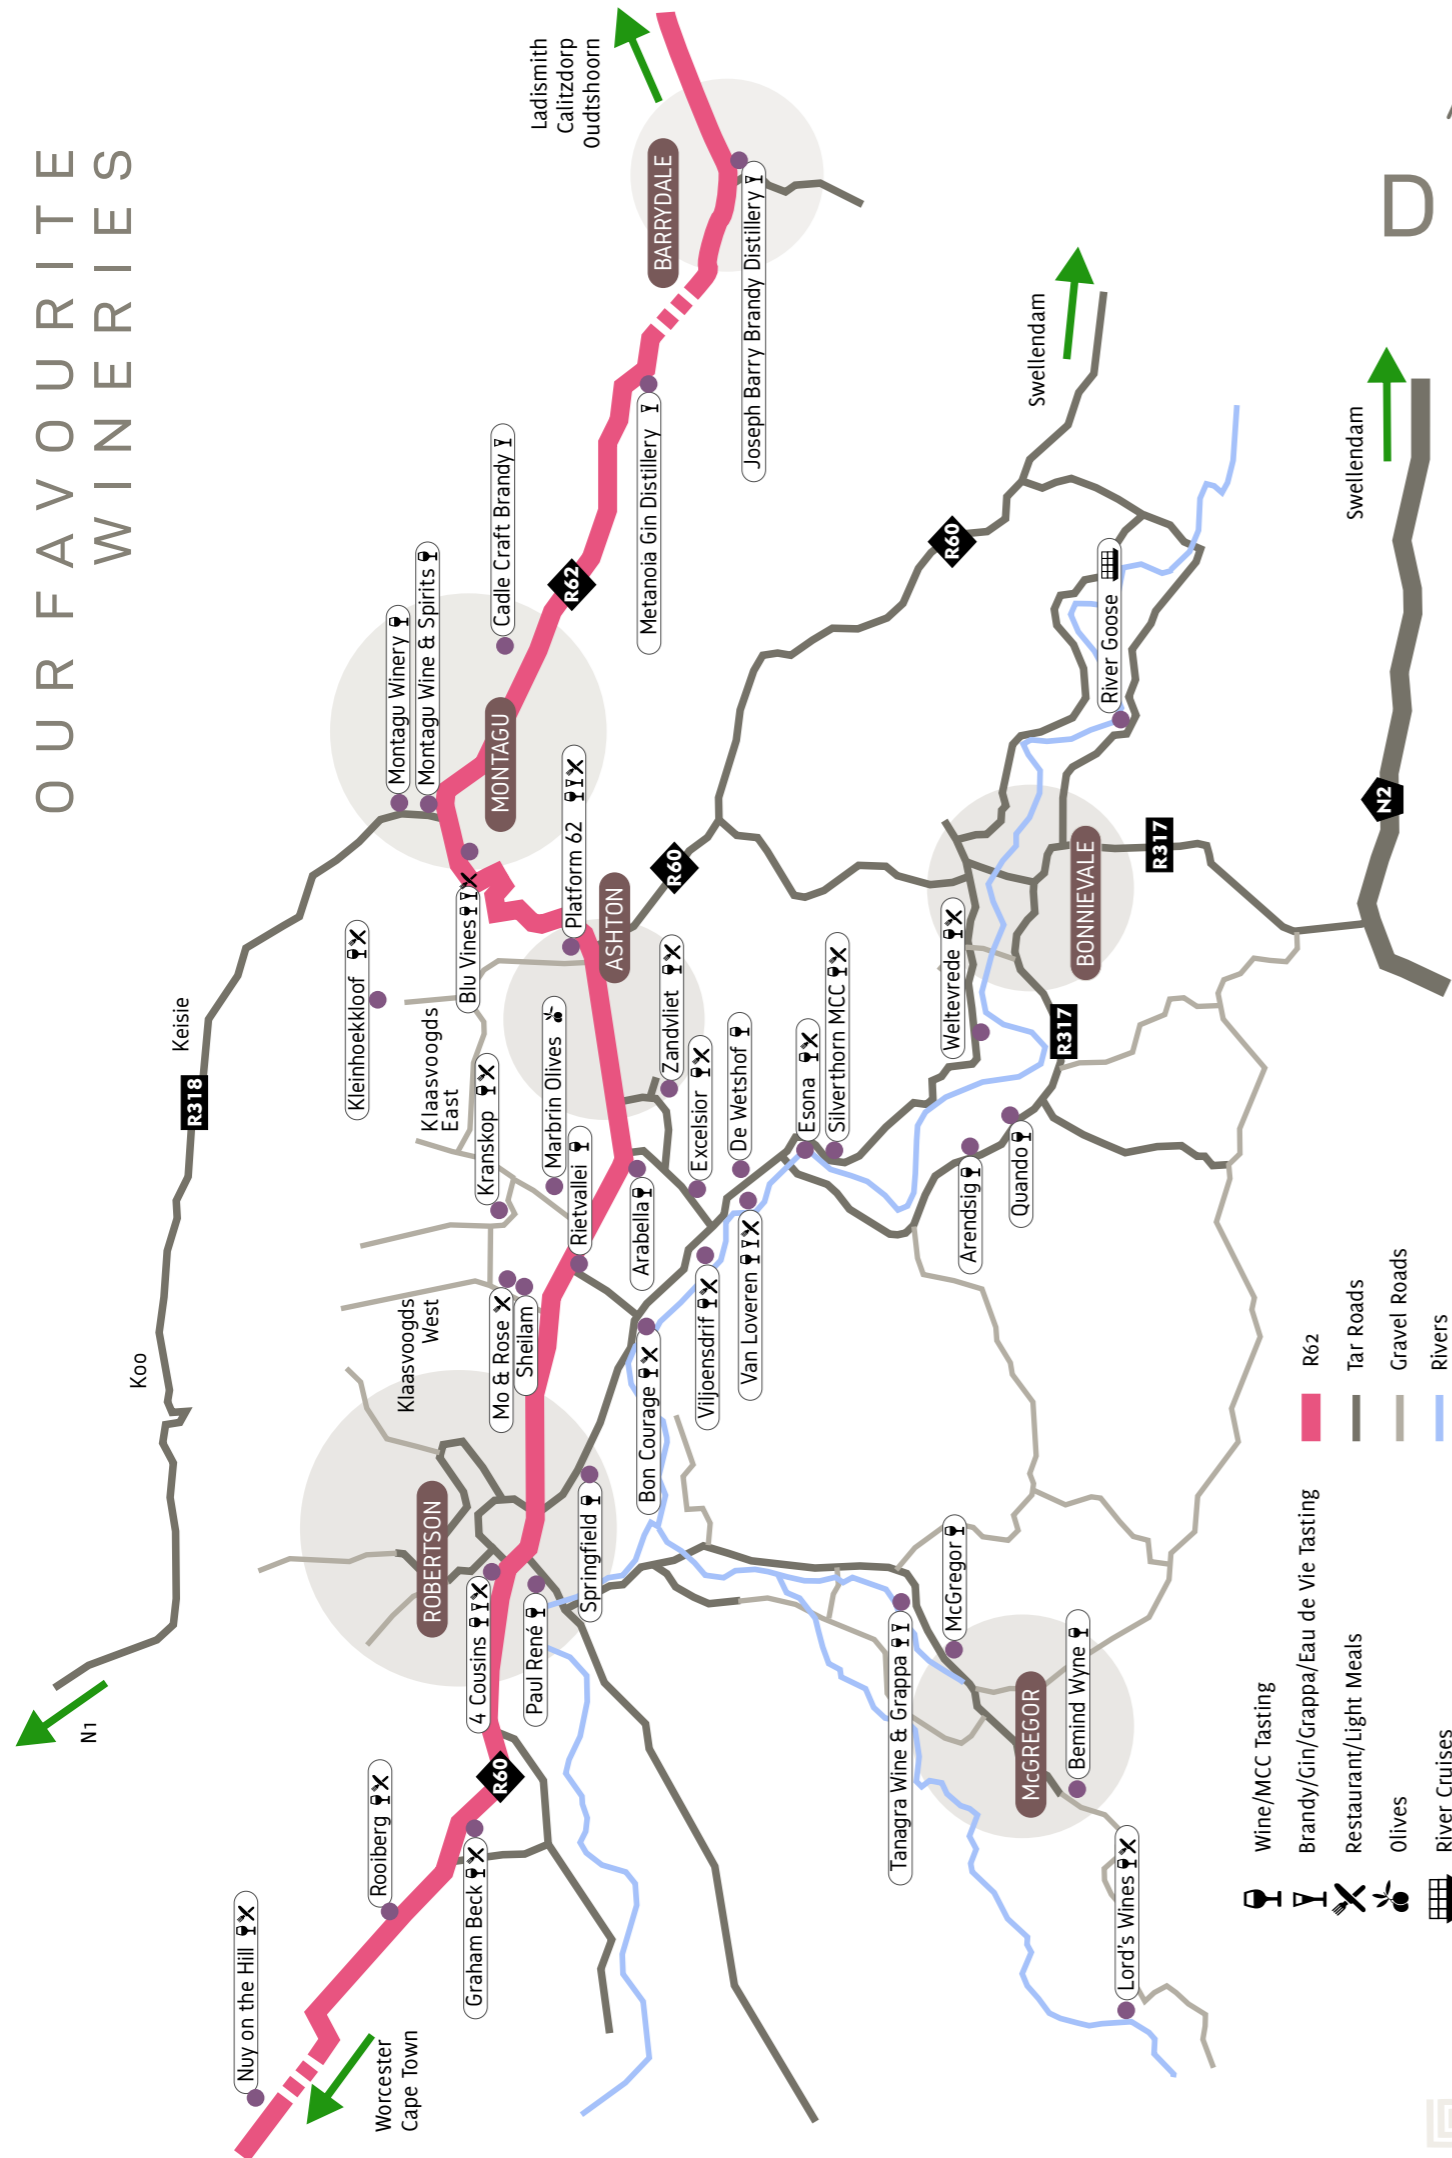 OUR FAVOURITE
WINERIES
N1
Koo
R318
Keisie
Nuy on the Hill
Worcester
Cape Town
Rooiberg
Graham Beck
R60
4 Cousins
Paul René
ROBERTSON
Springfield
Klaasvoogds
West
Mo & Rose
Sheilam
Kranskop
Klaasvoogds
East
Kleinhoekkloof
Marbrin Olives
Rietvallei
Arabella
Bon Courage
Viljoensdrif
Van Loveren
Excelsior
De Wetshof
Zandvliet
Esona
Silverthorn MCC
ASHTON
Platform 62
Blu Vines
Montagu Winery
Montagu Wine & Spirits
MONTAGU
Cadle Craft Brandy
R62
Metanoia Gin Distillery
BARRYDALE
Joseph Barry Brandy Distillery
Ladismith
Calitzdorp
Oudtshoorn
R60
R60
Swellendam
River Goose
Weltevrede
BONNIEVALE
R317
R317
Arendsig
Quando
N2
Swellendam
Tanagra Wine & Grappa
McGregor
McGREGOR
Bemind Wyne
Lord's Wines
Wine/MCC Tasting
Brandy/Gin/Grappa/Eau de Vie Tasting
Restaurant/Light Meals
Olives
River Cruises
R62
Tar Roads
Gravel Roads
Rivers
D